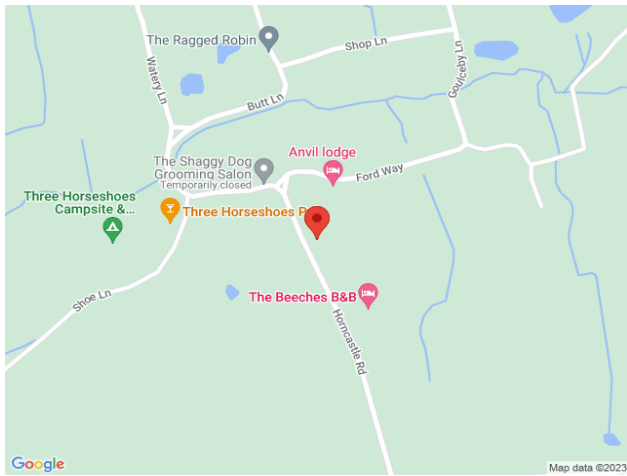 The Ragged Robin
Shop Ln
Goulceby Ln
Watery Ln
Butt Ln
The Shaggy Dog
Grooming Salon
Temporarily closed
Anvil lodge
Ford Way
Three Horseshoes
Campsite &...
Three Horseshoes P
The Beeches B&B
Shoe Ln
Horncastle Rd
Google
Map data ©2023